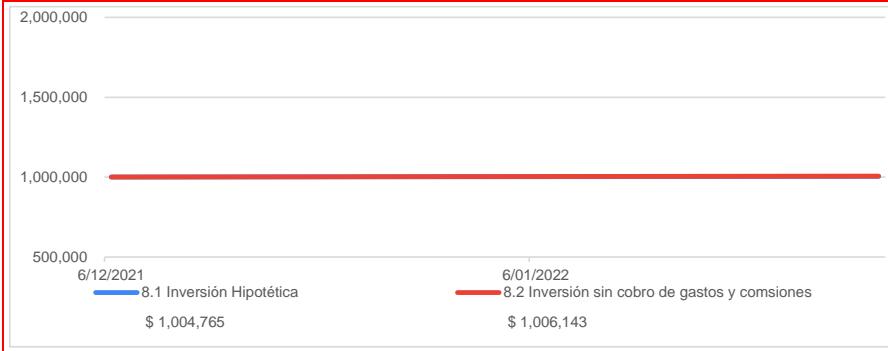 2,000,000
1,500,000
1,000,000
500,000
6/12/2021 6/01/2022
8.1 Inversión Hipotética 8.2 Inversión sin cobro de gastos y comsiones
$ 1,004,765 $ 1,006,143